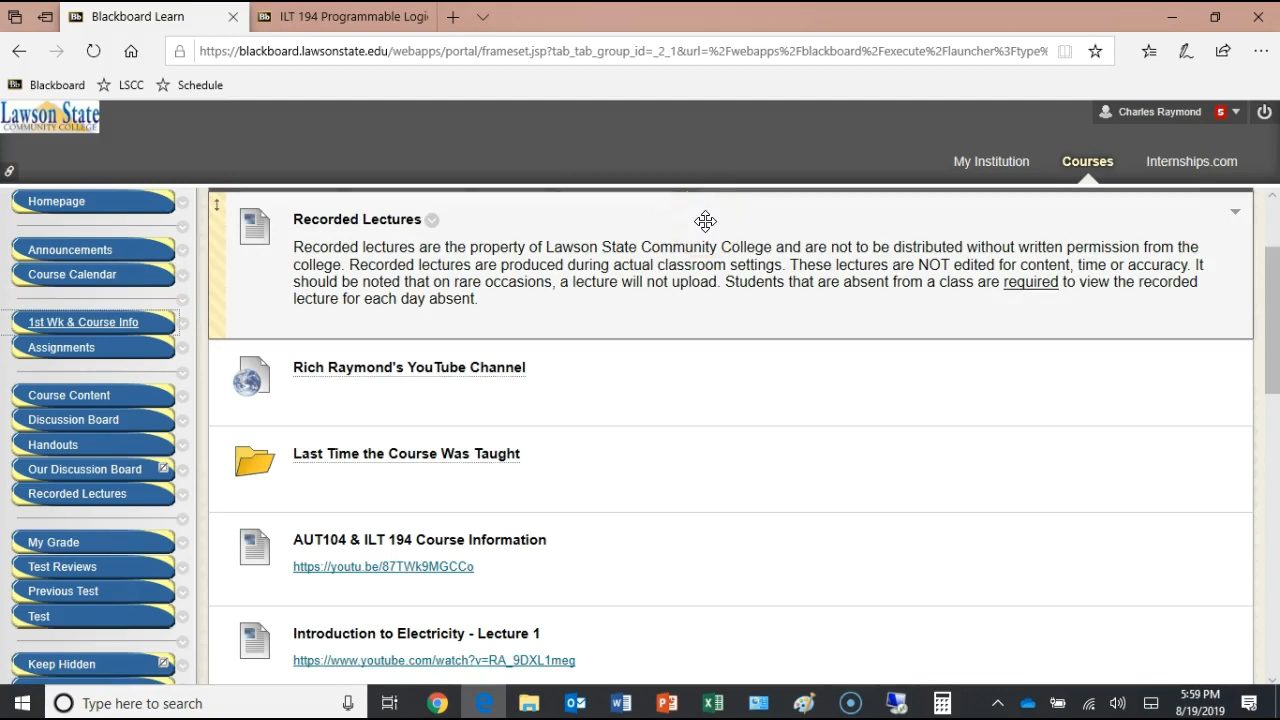 Blackboard Learn
ILT 194 Programmable Logi
https://blackboard.lawsonstate.edu/webapps/portal/frameset.jsp?tab_tab_group_id=_2_1&url=%2Fwebapps%2Fblackboard%2Fexecute%2Flauncher%3Ftype%
Blackboard
LSCC
Schedule
Lawson State
COMMUNITY COLLEGE
Charles Raymond
5
My Institution
Courses
Internships.com
Homepage
Announcements
Course Calendar
1st Wk & Course Info
Assignments
Course Content
Discussion Board
Handouts
Our Discussion Board
Recorded Lectures
My Grade
Test Reviews
Previous Test
Test
Keep Hidden
Recorded Lectures
Recorded lectures are the property of Lawson State Community College and are not to be distributed without written permission from the
college. Recorded lectures are produced during actual classroom settings. These lectures are NOT edited for content, time or accuracy. It
should be noted that on rare occasions, a lecture will not upload. Students that are absent from a class are required to view the recorded
lecture for each day absent.
Rich Raymond's YouTube Channel
Last Time the Course Was Taught
AUT104 & ILT 194 Course Information
https://youtu.be/87TWk9MGCCo
Introduction to Electricity - Lecture 1
https://www.youtube.com/watch?v=RA_9DXL1meg
Type here to search
5:59 PM
8/19/2019